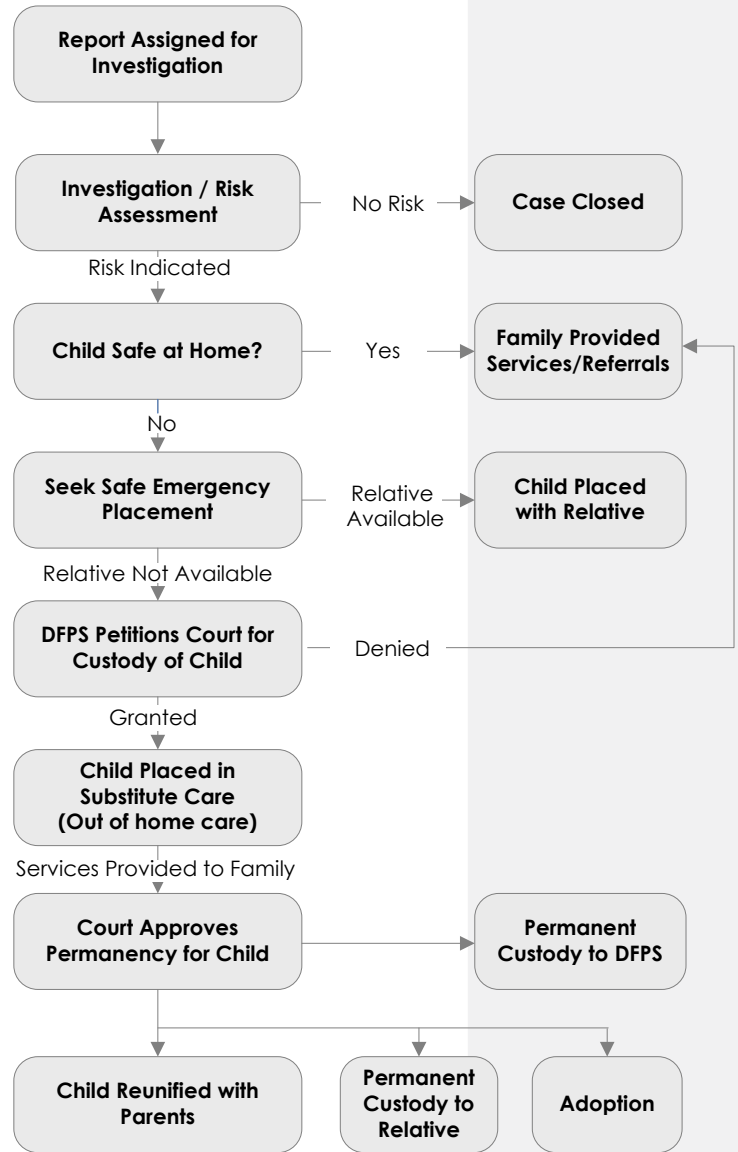 Report Assigned for
Investigation
Investigation / Risk
Assessment
No Risk
Case Closed
Risk Indicated
Child Safe at Home?
Yes
Family Provided
Services/Referrals
No
Seek Safe Emergency
Placement
Relative
Available
Child Placed
with Relative
Relative Not Available
DFPS Petitions Court for
Custody of Child
Denied
Granted
Child Placed in
Substitute Care
(Out of home care)
Services Provided to Family
Court Approves
Permanency for Child
Permanent
Custody to DFPS
Child Reunified with
Parents
Permanent
Custody to
Relative
Adoption